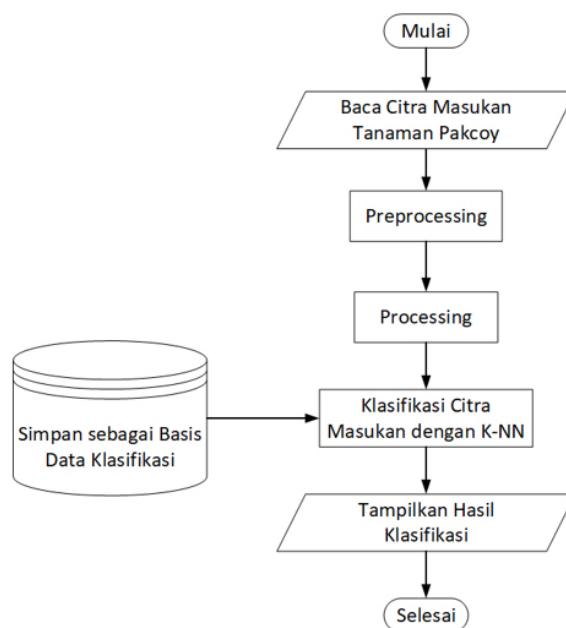 Mulai
Baca Citra Masukan
Tanaman Pakcoy
Preprocessing
Processing
Simpan sebagai Basis
Data Klasifikasi
Klasifikasi Citra
Masukan dengan K-NN
Tampilkan Hasil
Klasifikasi
Selesai